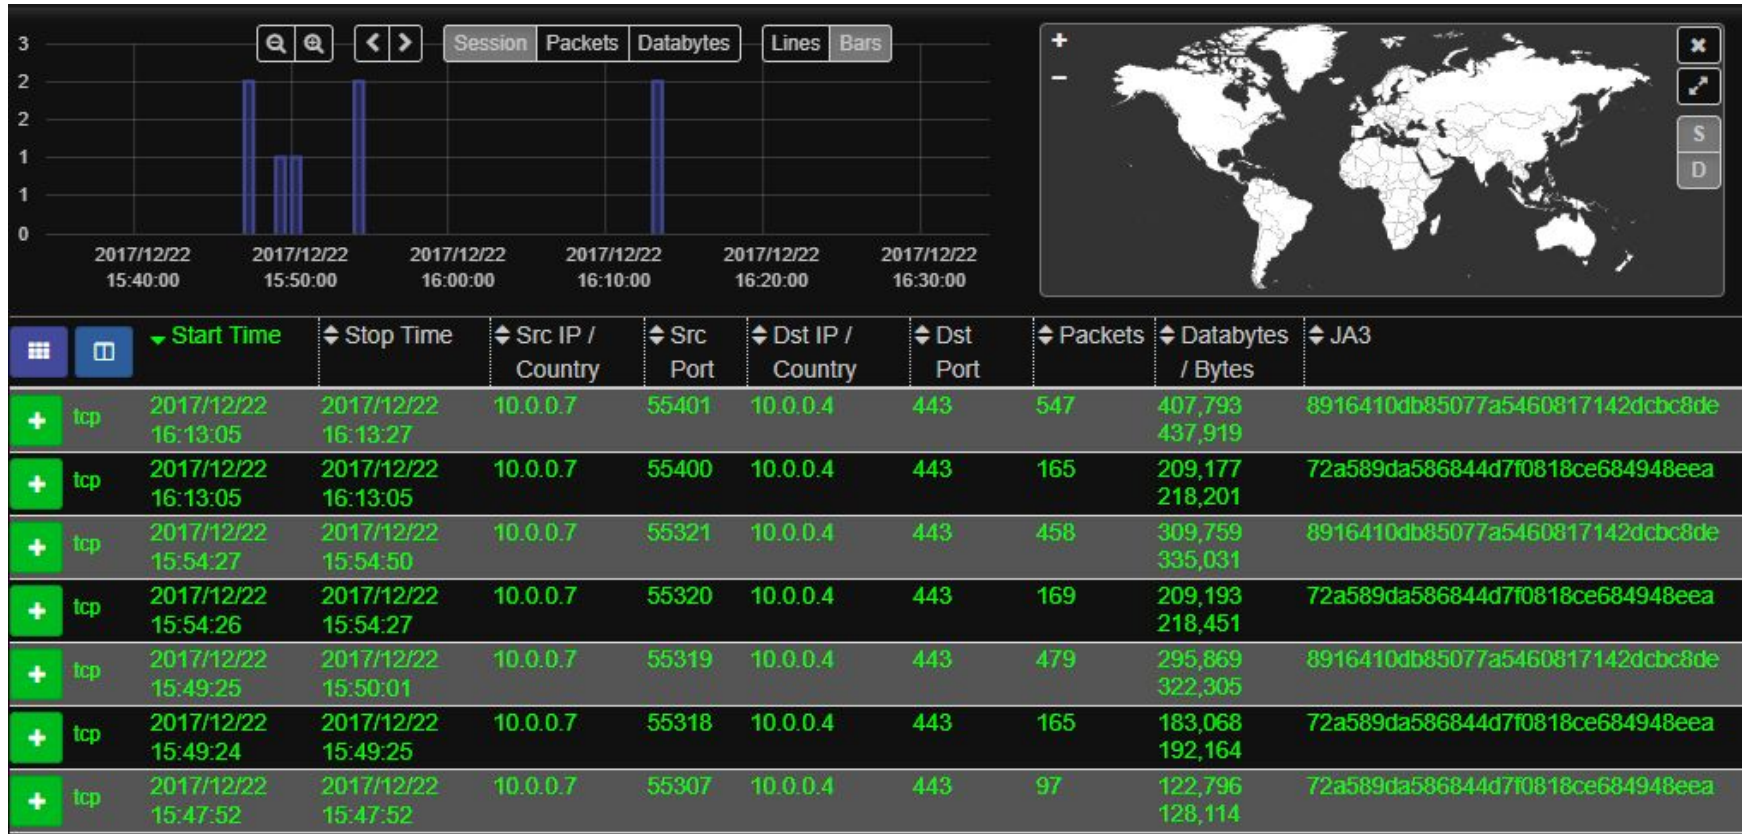 3
2
2
1
1
0
Session Packets Databytes
Lines Bars
2017/12/22 2017/12/22 2017/12/22 2017/12/22 2017/12/22 2017/12/22
15:40:00 15:50:00 16:00:00 16:10:00 16:20:00 16:30:00
+
−
S
D
Start Time Stop Time Src IP / Src Dst IP / Dst Packets Databytes JA3
Country Port Country Port / Bytes
tcp 2017/12/22 2017/12/22 10.0.0.7 55401 10.0.0.4 443 547 407,793 8916410db85077a5460817142dcbc8de
16:13:05 16:13:27 437,919
tcp 2017/12/22 2017/12/22 10.0.0.7 55400 10.0.0.4 443 165 209,177 72a589da586844d7f0818ce684948eea
16:13:05 16:13:05 218,201
tcp 2017/12/22 2017/12/22 10.0.0.7 55321 10.0.0.4 443 458 309,759 8916410db85077a5460817142dcbc8de
15:54:27 15:54:50 335,031
tcp 2017/12/22 2017/12/22 10.0.0.7 55320 10.0.0.4 443 169 209,193 72a589da586844d7f0818ce684948eea
15:54:26 15:54:27 218,451
tcp 2017/12/22 2017/12/22 10.0.0.7 55319 10.0.0.4 443 479 295,869 8916410db85077a5460817142dcbc8de
15:49:25 15:50:01 322,305
tcp 2017/12/22 2017/12/22 10.0.0.7 55318 10.0.0.4 443 165 183,068 72a589da586844d7f0818ce684948eea
15:49:24 15:49:25 192,164
tcp 2017/12/22 2017/12/22 10.0.0.7 55307 10.0.0.4 443 97 122,796 72a589da586844d7f0818ce684948eea
15:47:52 15:47:52 128,114